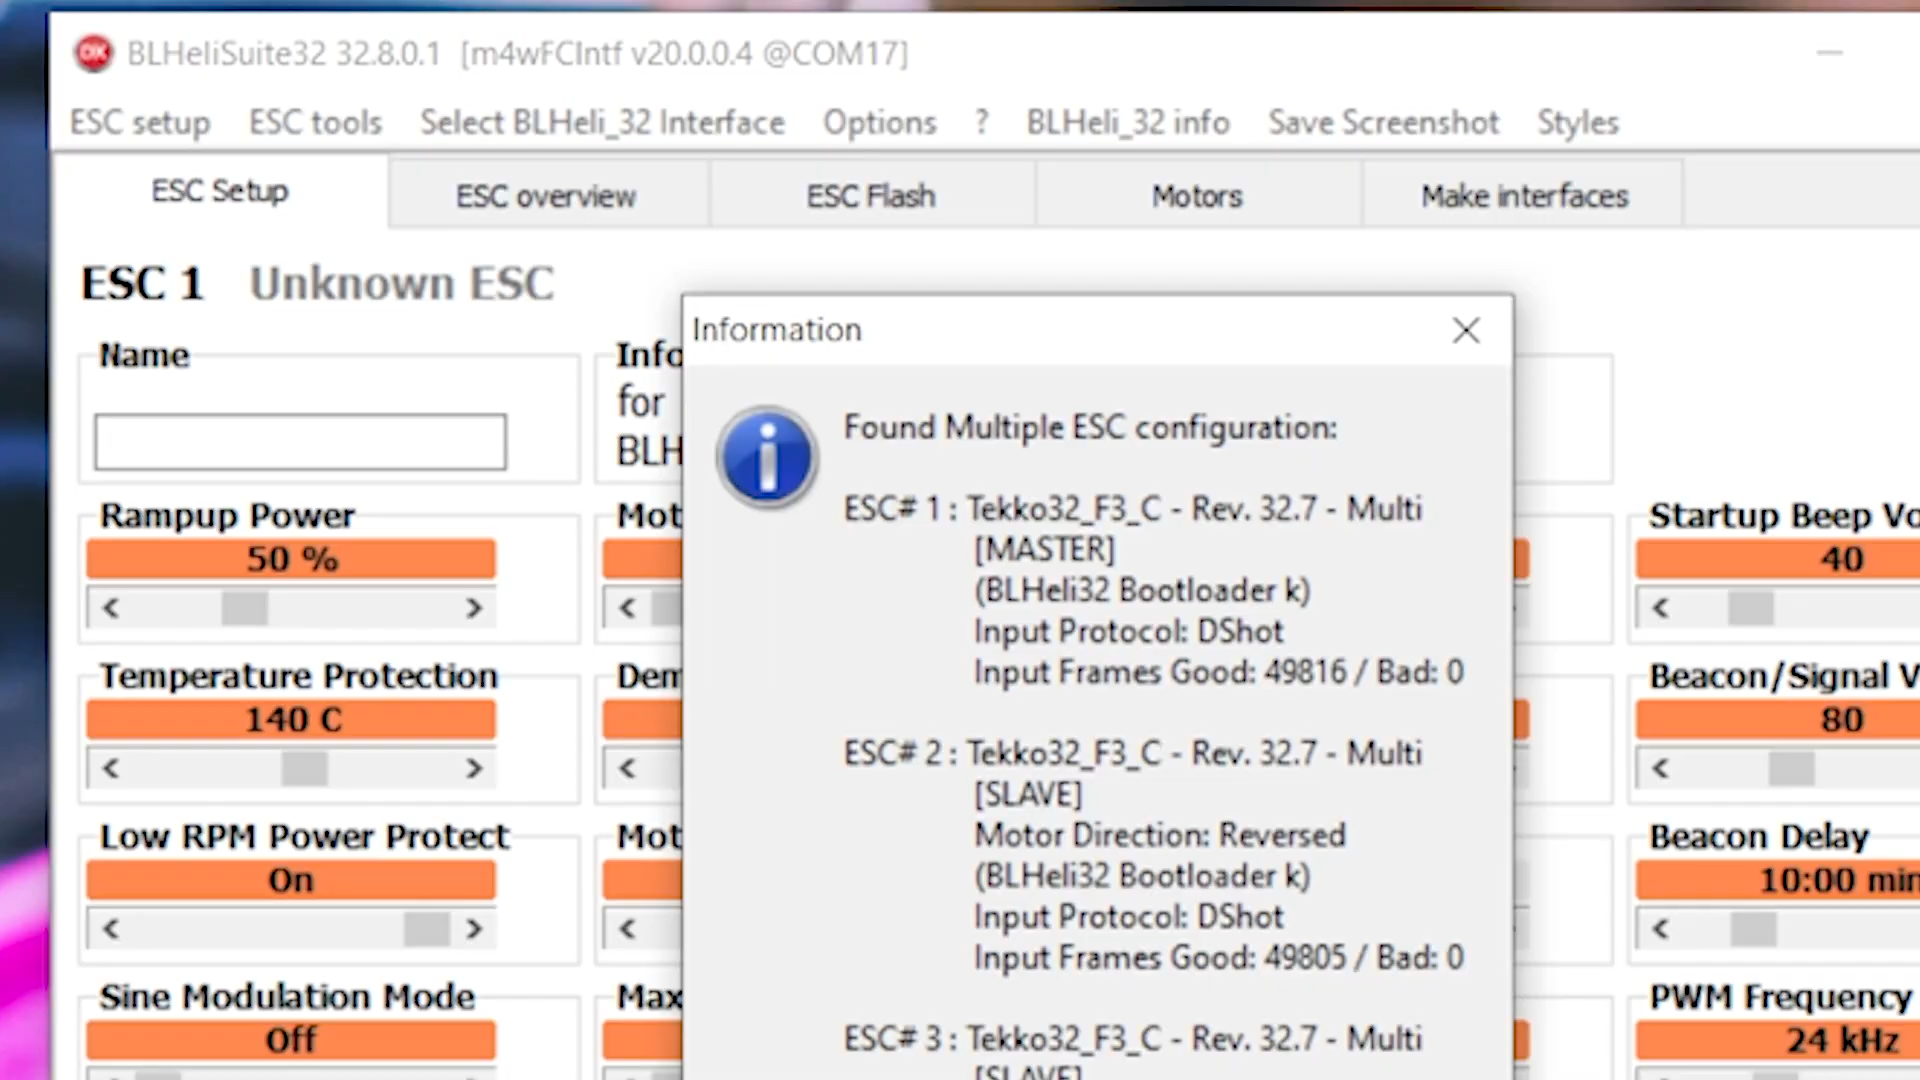 BLHeliSuite32 32.8.0.1 [m4wFCIntf v20.0.0.4 @COM17]
ESC setup ESC tools Select BLHeli_32 Interface Options ? BLHeli_32 info Save Screenshot Styles
ESC Setup ESC overview ESC Flash Motors Make interfaces
ESC 1 Unknown ESC
Information
Name
Info
for
BLH
Found Multiple ESC configuration:
ESC# 1 : Tekko32_F3_C - Rev. 32.7 - Multi
[MASTER]
(BLHeli32 Bootloader k)
Input Protocol: DShot
Input Frames Good: 49816 / Bad: 0
ESC# 2 : Tekko32_F3_C - Rev. 32.7 - Multi
[SLAVE]
Motor Direction: Reversed
(BLHeli32 Bootloader k)
Input Protocol: DShot
Input Frames Good: 49805 / Bad: 0
ESC# 3 : Tekko32_F3_C - Rev. 32.7 - Multi
[SLAVE]
Rampup Power
50 %
Mot
Startup Beep Vo
40
Temperature Protection
140 C
Dem
Beacon/Signal V
80
Low RPM Power Protect
On
Mot
Beacon Delay
10:00 min
Sine Modulation Mode
Off
Max
PWM Frequency
24 kHz